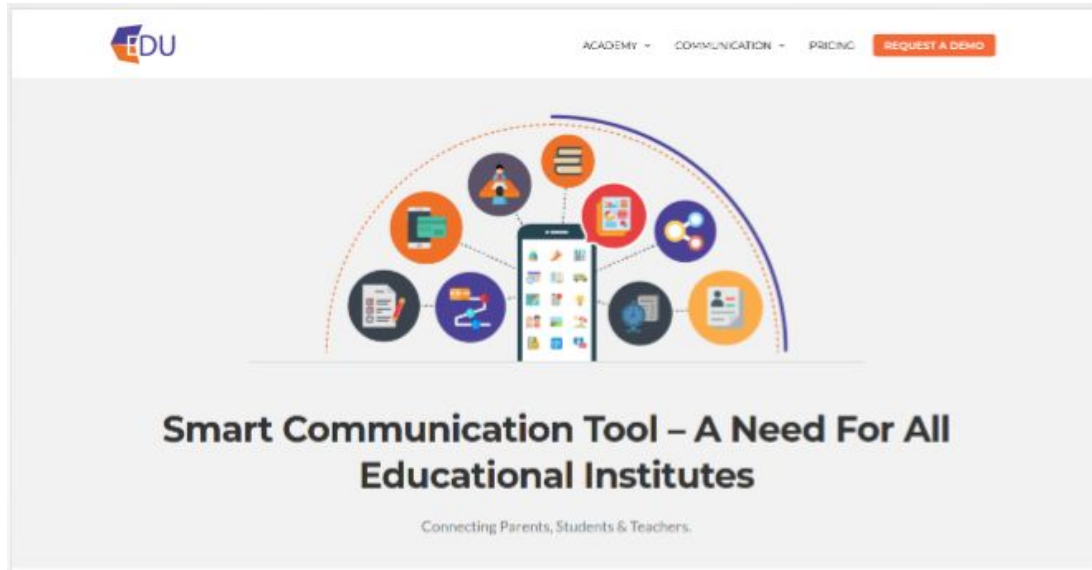 EDU
ACADEMY
COMMUNICATION
PRICING
REQUEST A DEMO
Smart Communication Tool – A Need For All
Educational Institutes
Connecting Parents, Students & Teachers.